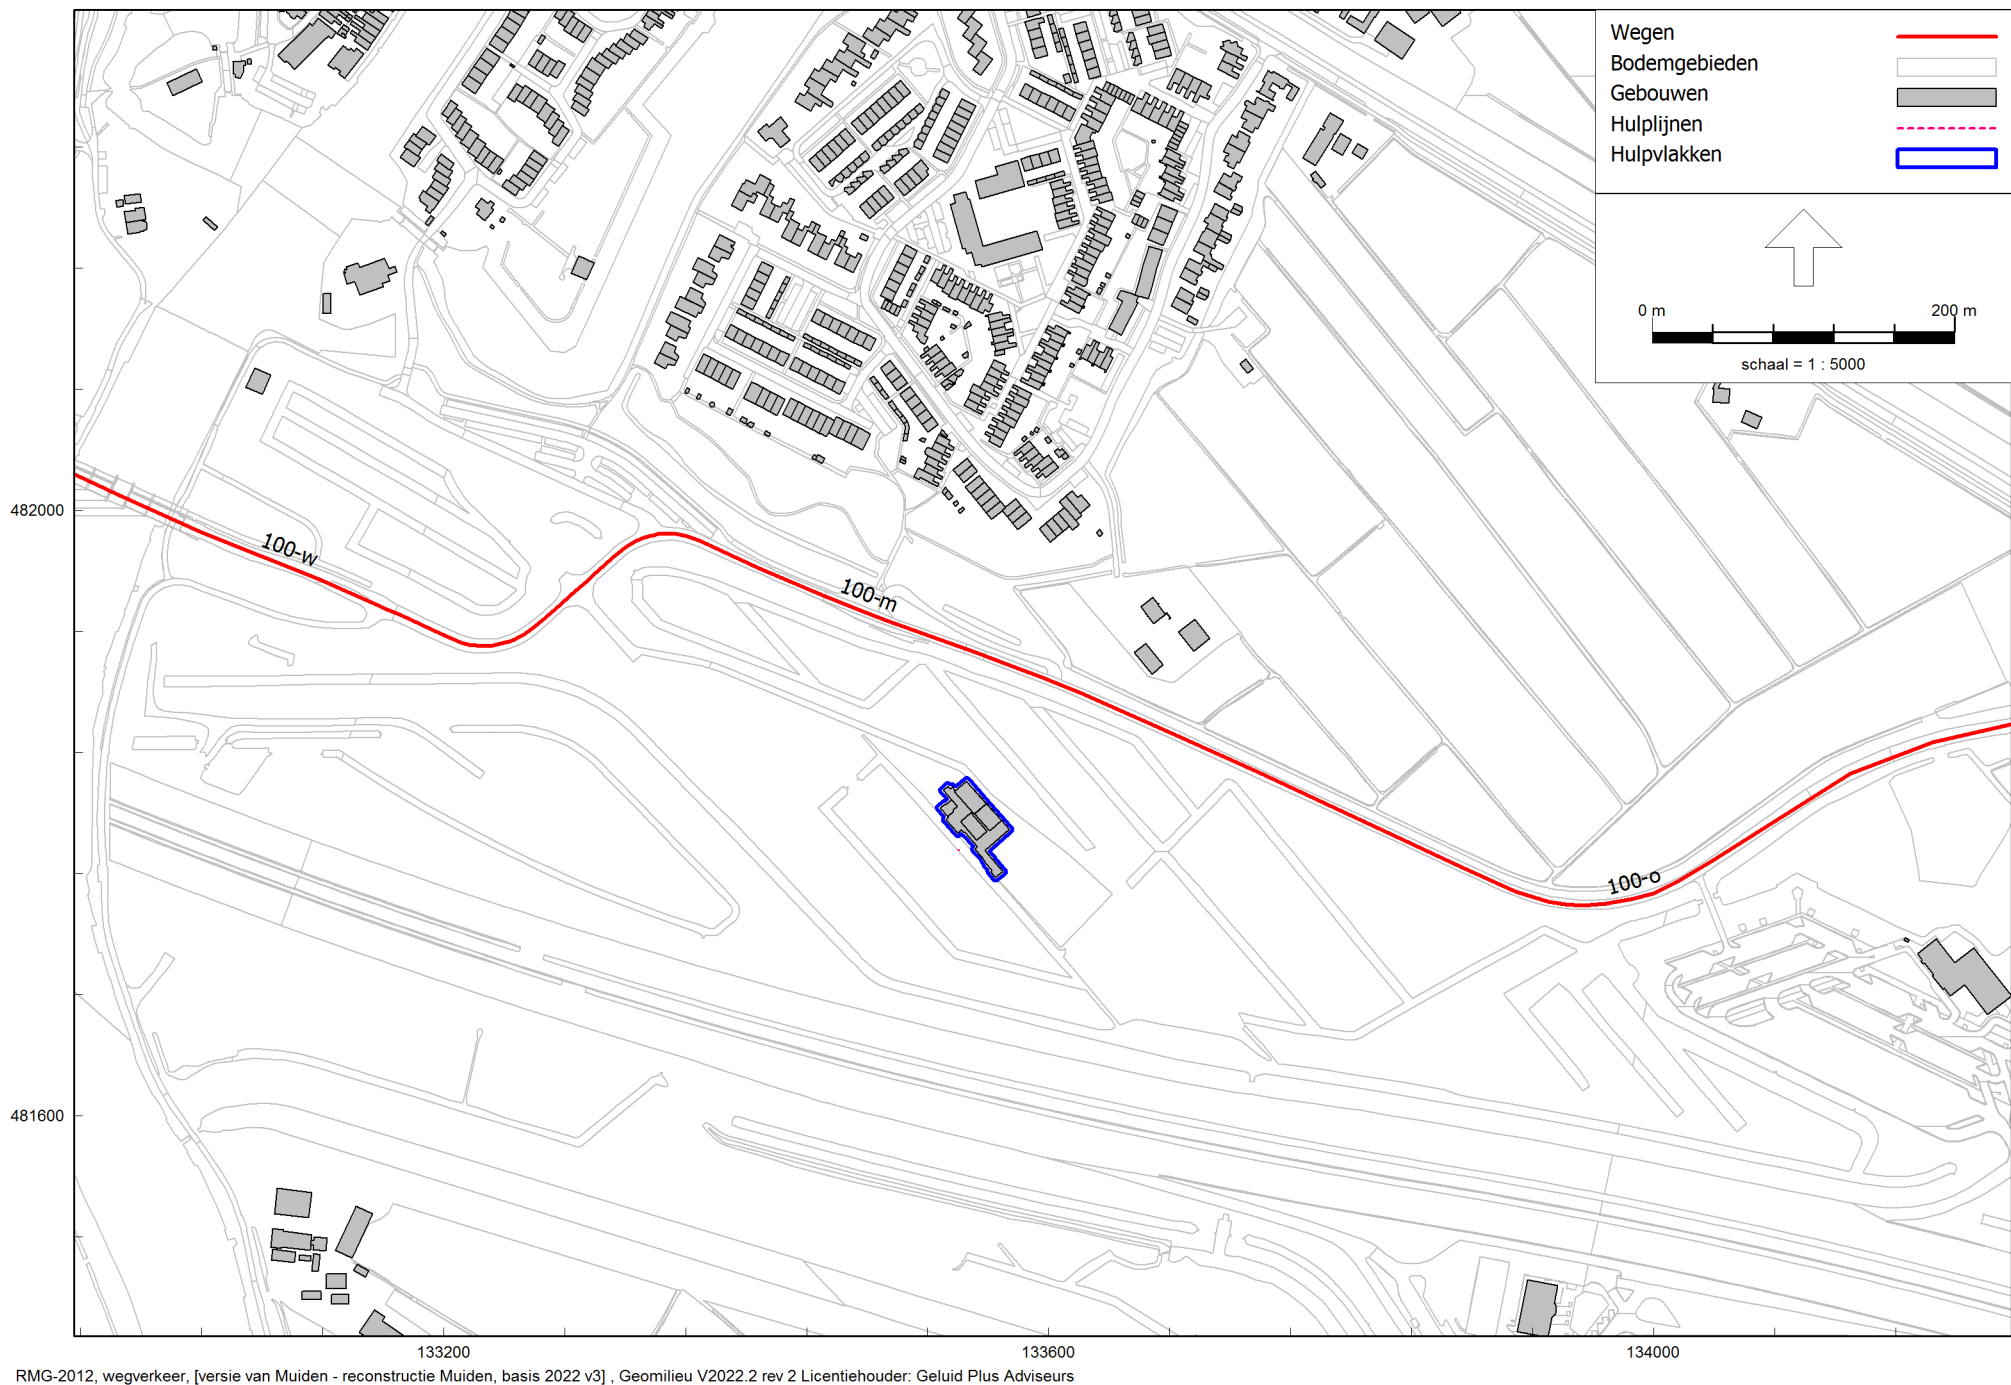 Wegen
Bodemgebieden
Gebouwen
Hulplijnen
Hulpvlakken
0 m 200 m
schaal = 1 : 5000
482000
100-w
100-m
100-o
481600
133200 133600 134000
RMG-2012, wegverkeer, [versie van Muiden - reconstructie Muiden, basis 2022 v3] , Geomilieu V2022.2 rev 2 Licentiehouder: Geluid Plus Adviseurs